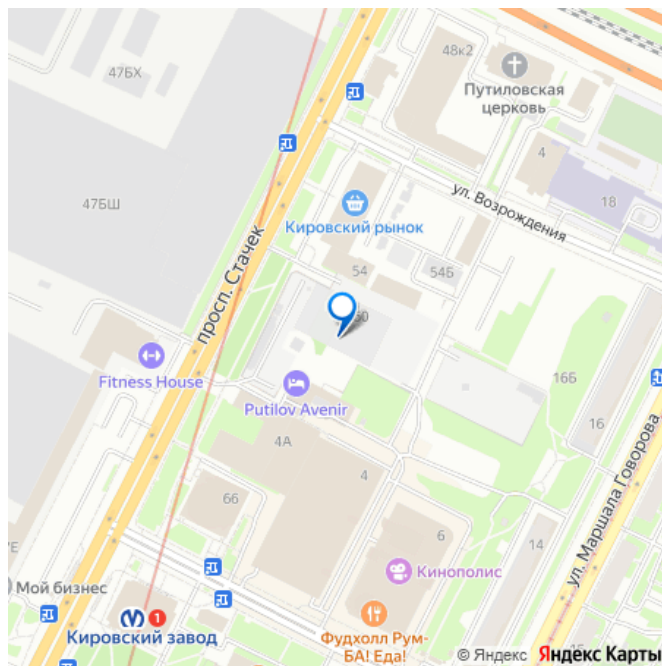 47БХ
48к2
Путиловская
церковь
4
18
ул. Возрождения
47БШ
Кировский рынок
просп. Стачек
54
54Б
60
Fitness House
Putilov Avenir
16Б
16
4А
4
66
6
14
ул. Маршала Говорова
Кинополис
Мой бизнес
1
Кировский завод
Фудхолл Рум-
БА! Еда!
© Яндекс Яндекс Карты